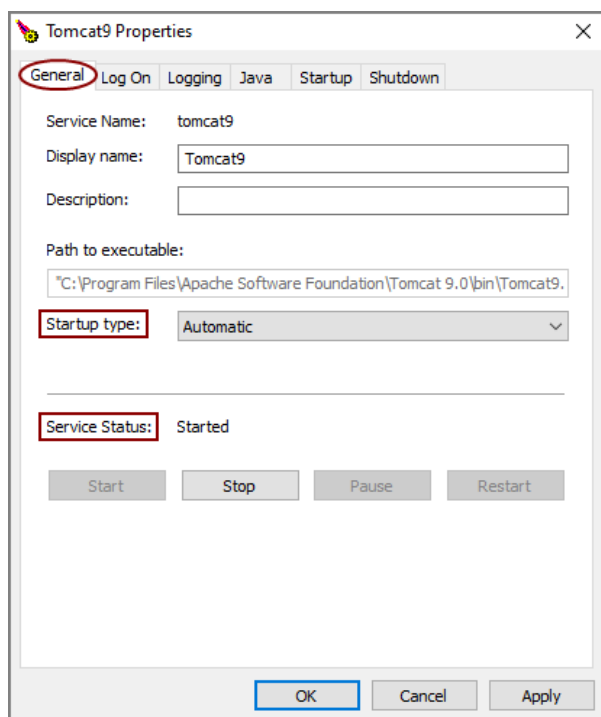 Tomcat9 Properties
General Log On Logging Java Startup Shutdown
Service Name: tomcat9
Display name: Tomcat9
Description:
Path to executable:
"C:\Program Files\Apache Software Foundation\Tomcat 9.0\bin\Tomcat9.
Startup type: Automatic
Service Status: Started
Start Stop Pause Restart
OK Cancel Apply